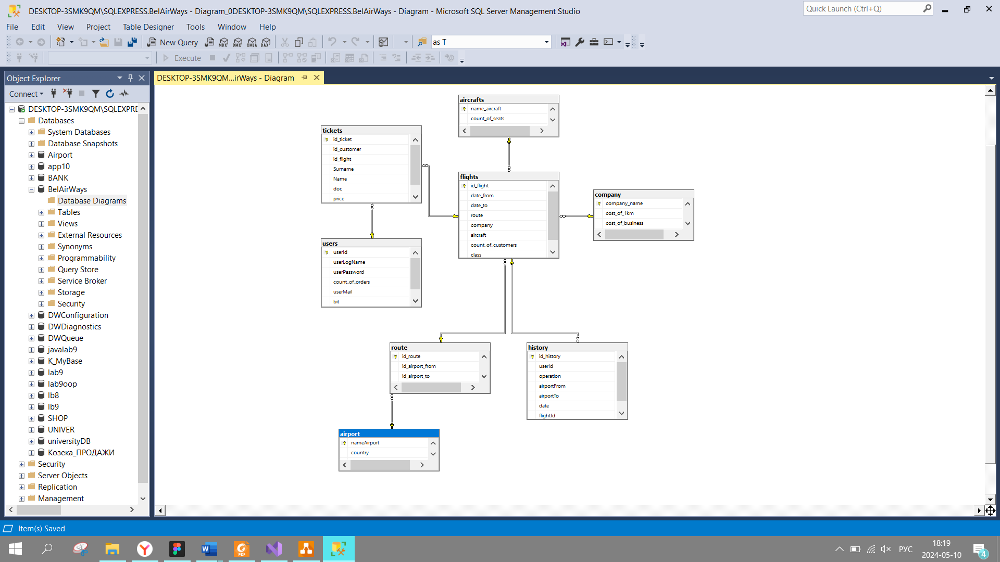 DESKTOP-3SMK9QM\SQLEXPRESS.BelAirWays - Diagram_0DESKTOP-3SMK9QM\SQLEXPRESS.BelAirWays - Diagram - Microsoft SQL Server Management Studio
Quick Launch (Ctrl+Q)
File Edit View Project Table Designer Tools Window Help
New Query MDX DMX XMLA DAX as T
Execute
Object Explorer
DESKTOP-3SMK9QM...irWays - Diagram
Connect
DESKTOP-3SMK9QM\SQLEXPRE
Databases
System Databases
Database Snapshots
Airport
app10
BANK
BelAirWays
Database Diagrams
Tables
Views
External Resources
Synonyms
Programmability
Query Store
Service Broker
Storage
Security
DWConfiguration
DWDiagnostics
DWQueue
javalab9
K_MyBase
lab9
lab9oop
lb8
lb9
SHOP
UNIVER
universityDB
Козека_ПРОДАЖИ
Security
Server Objects
Replication
Management
aircrafts
name_aircraft
count_of_seats
tickets
id_ticket
id_customer
id_flight
Surname
Name
doc
price
flights
id_flight
date_from
date_to
route
company
aircraft
count_of_customers
class
company
company_name
cost_of_1km
cost_of_business
users
userId
userLogName
userPassword
count_of_orders
userMail
bit
route
id_route
id_airport_from
id_airport_to
history
id_history
userId
operation
airportFrom
airportTo
date
flightId
airport
nameAirport
country
Item(s) Saved
PDF
РУС
18:19
2024-05-10
4